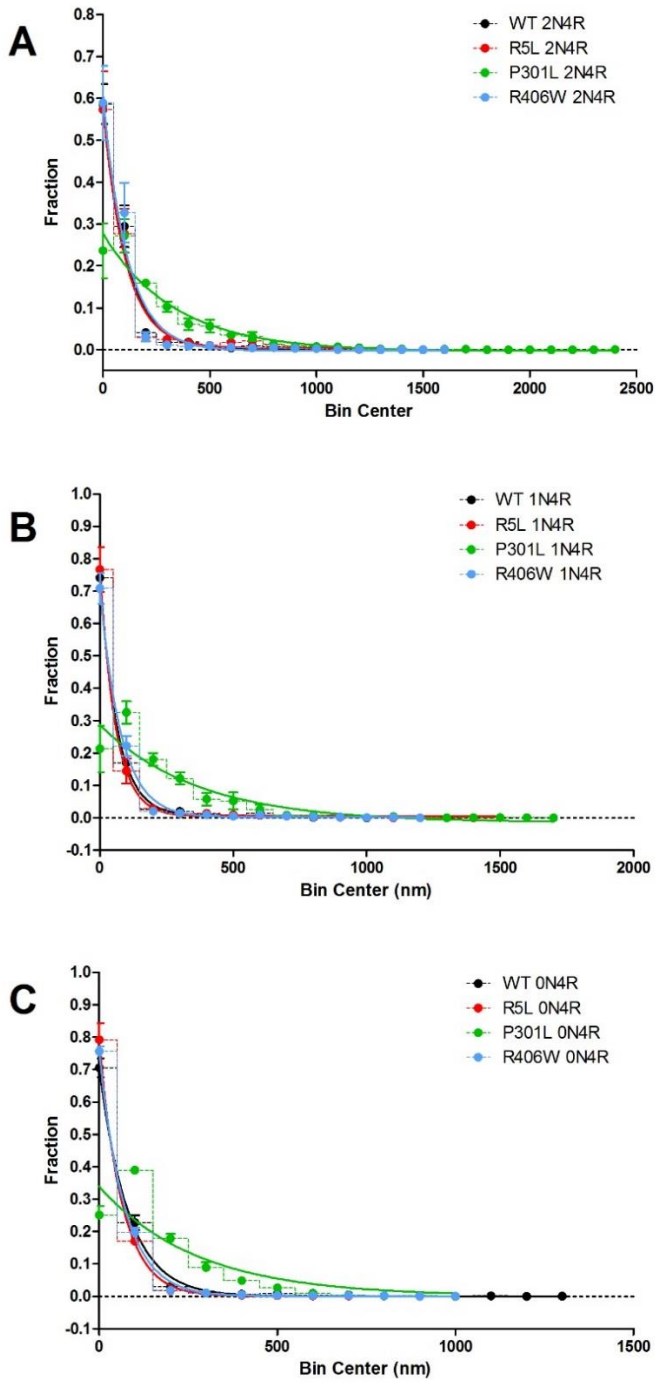 A
0.8
0.7
0.6
0.5
0.4
0.3
0.2
0.1
0.0
Fraction
0
500
1000
1500
2000
2500
Bin Center
WT 2N4R
R5L 2N4R
P301L 2N4R
R406W 2N4R
B
1.0
0.9
0.8
0.7
0.6
0.5
0.4
0.3
0.2
0.1
0.0
-0.1
Fraction
0
500
1000
1500
2000
Bin Center (nm)
WT 1N4R
R5L 1N4R
P301L 1N4R
R406W 1N4R
C
1.0
0.9
0.8
0.7
0.6
0.5
0.4
0.3
0.2
0.1
0.0
-0.1
Fraction
0
500
1000
1500
Bin Center (nm)
WT 0N4R
R5L 0N4R
P301L 0N4R
R406W 0N4R